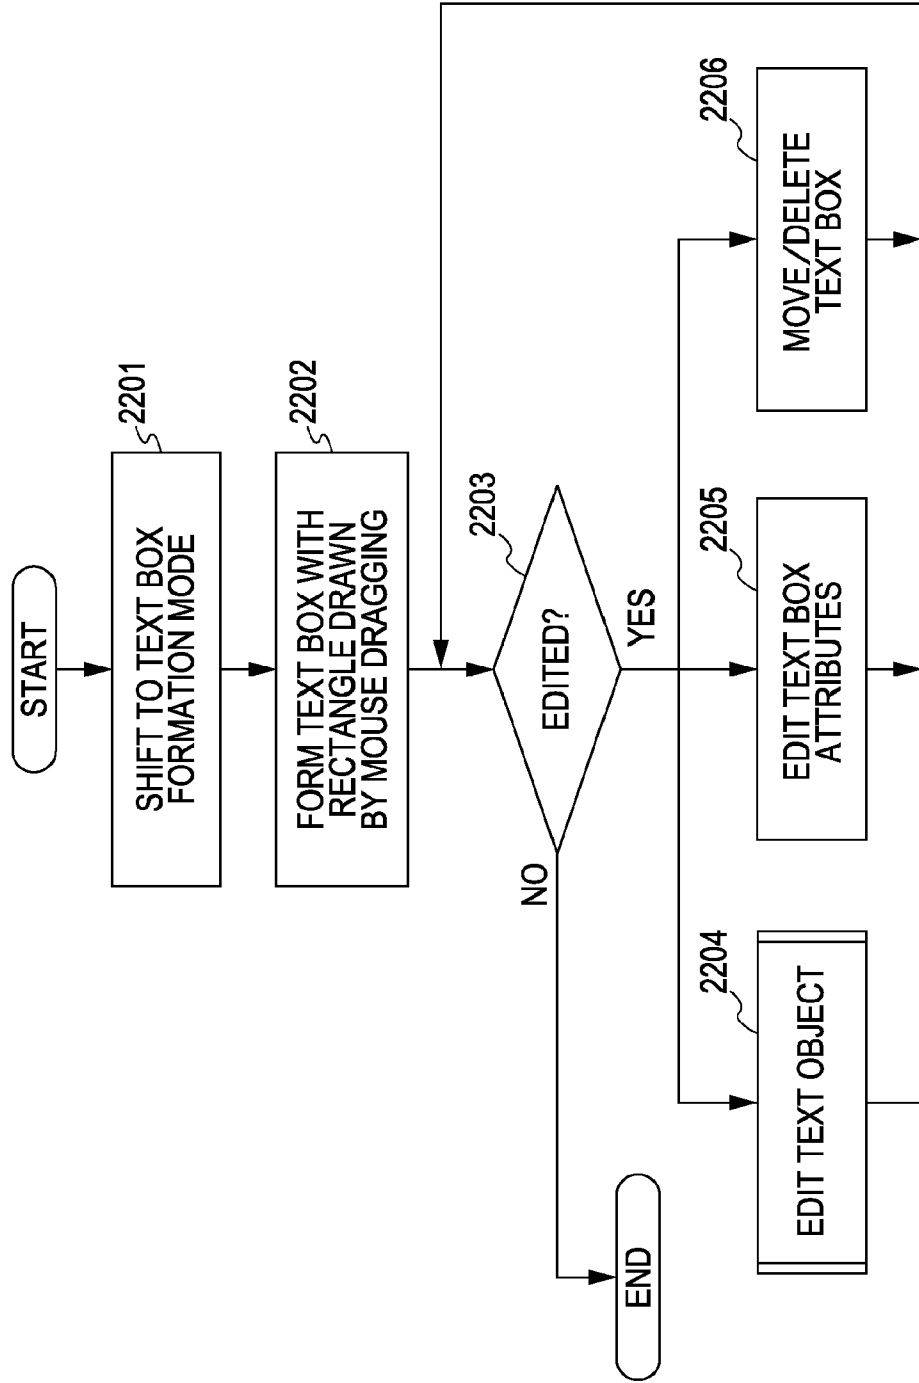 START
2201
SHIFT TO TEXT BOX
FORMATION MODE
2202
FORM TEXT BOX WITH
RECTANGLE DRAWN
BY MOUSE DRAGGING
2203
EDITED?
NO
YES
END
2204
EDIT TEXT OBJECT
2205
EDIT TEXT BOX
ATTRIBUTES
2206
MOVE/DELETE
TEXT BOX